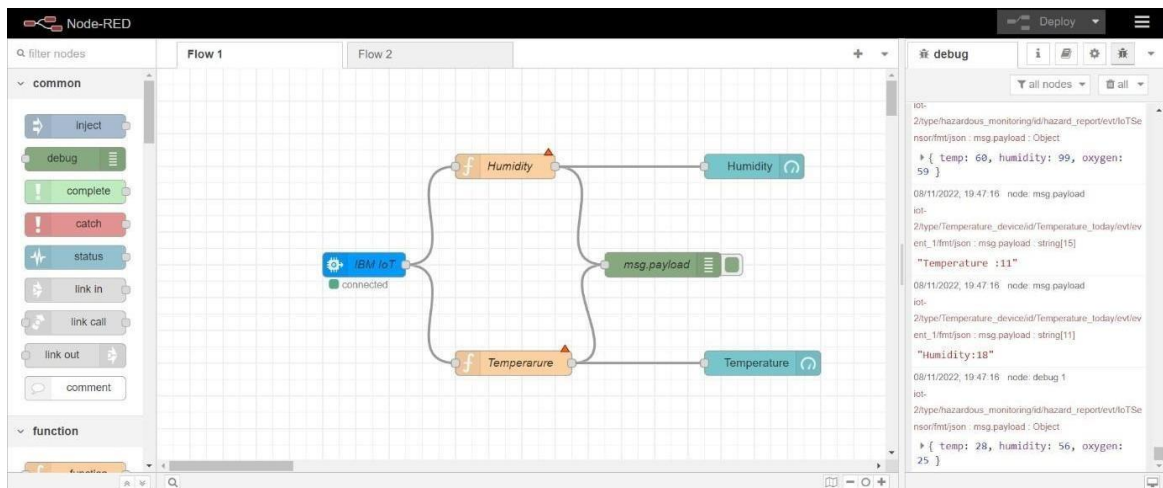 Node-RED
Deploy
filter nodes
Flow 1
Flow 2
debug
i
all nodes
all
common
inject
debug
complete
catch
status
link in
link call
link out
comment
function
function
Humidity
Humidity
IBM IoT
connected
msg.payload
Temperarure
Temperature
iot-
2/type/hazardous_monitoring/id/hazard_report/evt/IoTSe
nsor/fmt/json : msg.payload : Object
{ temp: 60, humidity: 99, oxygen:
59 }
08/11/2022, 19:47:16 node: msg.payload
iot-
2/type/Temperature_device/id/Temperature_today/evt/ev
ent_1/fmt/json : msg.payload : string[15]
"Temperature :11"
08/11/2022, 19:47:16 node: msg.payload
iot-
2/type/Temperature_device/id/Temperature_today/evt/ev
ent_1/fmt/json : msg.payload : string[11]
"Humidity:18"
08/11/2022, 19:47:16 node: debug 1
iot-
2/type/hazardous_monitoring/id/hazard_report/evt/IoTSe
nsor/fmt/json : msg.payload : Object
{ temp: 28, humidity: 56, oxygen:
25 }